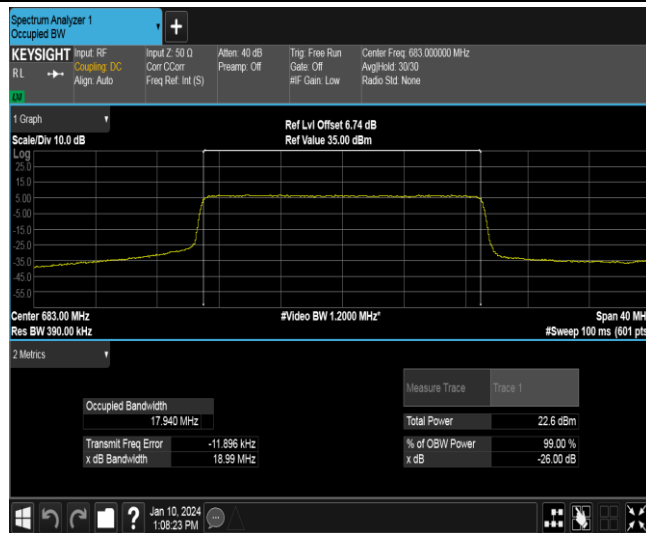 Spectrum Analyzer 1
Occupied BW
+
KEYSIGHT
RL
LXI
Input: RF
Coupling: DC
Align: Auto
Input Z: 50 Ω
Corr CCorr
Freq Ref: Int (S)
Atten: 40 dB
Preamp: Off
Trig: Free Run
Gate: Off
#IF Gain: Low
Center Freq: 683.000000 MHz
Avg|Hold: 30/30
Radio Std: None
1 Graph
Scale/Div 10.0 dB
Ref Lvl Offset 6.74 dB
Ref Value 35.00 dBm
Log
25.0
15.0
5.00
-5.00
-15.0
-25.0
-35.0
-45.0
-55.0
Center 683.00 MHz
Res BW 390.00 kHz
#Video BW 1.2000 MHz*
Span 40 MH
#Sweep 100 ms (601 pts
2 Metrics
Measure Trace Trace 1
Occupied Bandwidth
17.940 MHz
Total Power 22.6 dBm
Transmit Freq Error -11.896 kHz
% of OBW Power 99.00 %
x dB Bandwidth 18.99 MHz
x dB -26.00 dB
?
Jan 10, 2024
1:08:23 PM